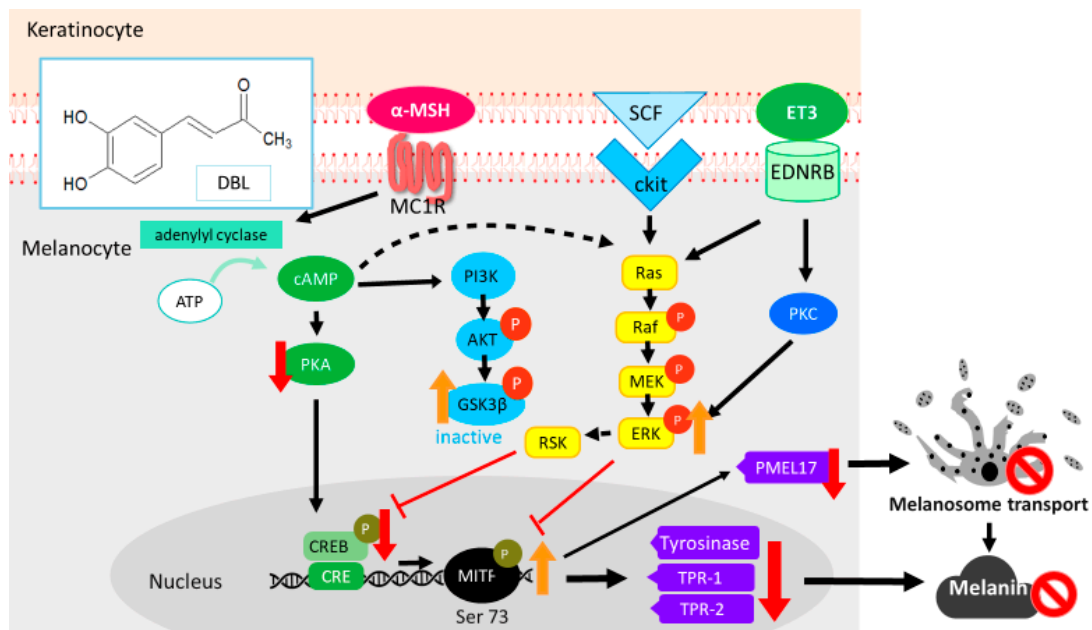 Keratinocyte
O
HO
CH3
HO
DBL
α-MSH
MC1R
SCF
ckit
ET3
EDNRB
Melanocyte
adenylyl cyclase
ATP
cAMP
PKA
PI3K
AKT
P
GSK3β
P
inactive
Ras
Raf
P
MEK
P
ERK
P
RSK
PKC
PMEL17
Melanosome transport
Melanin
Nucleus
CREB
P
CRE
MITF
P
Ser 73
Tyrosinase
TPR-1
TPR-2